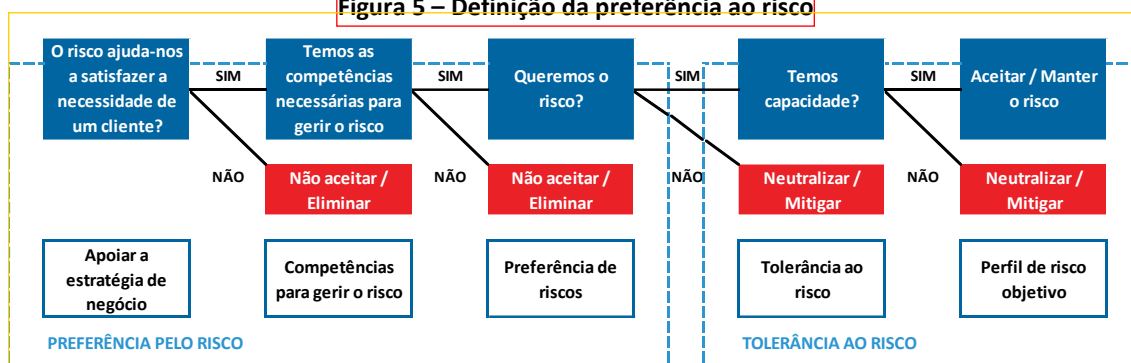 Figura 5 – Definição da preferência ao risco
O risco ajuda-nos
a satisfazer a
necessidade de
um cliente?
SIM
NÃO
Temos as
competências
necessárias para
gerir o risco
SIM
NÃO
Queremos o
risco?
SIM
NÃO
Temos
capacidade?
SIM
NÃO
Aceitar / Manter
o risco
Não aceitar /
Eliminar
Não aceitar /
Eliminar
Neutralizar /
Mitigar
Neutralizar /
Mitigar
Apoiar a
estratégia de
negócio
Competências
para gerir o risco
Preferência de
riscos
Tolerância ao
risco
Perfil de risco
objetivo
PREFERÊNCIA PELO RISCO
TOLERÂNCIA AO RISCO